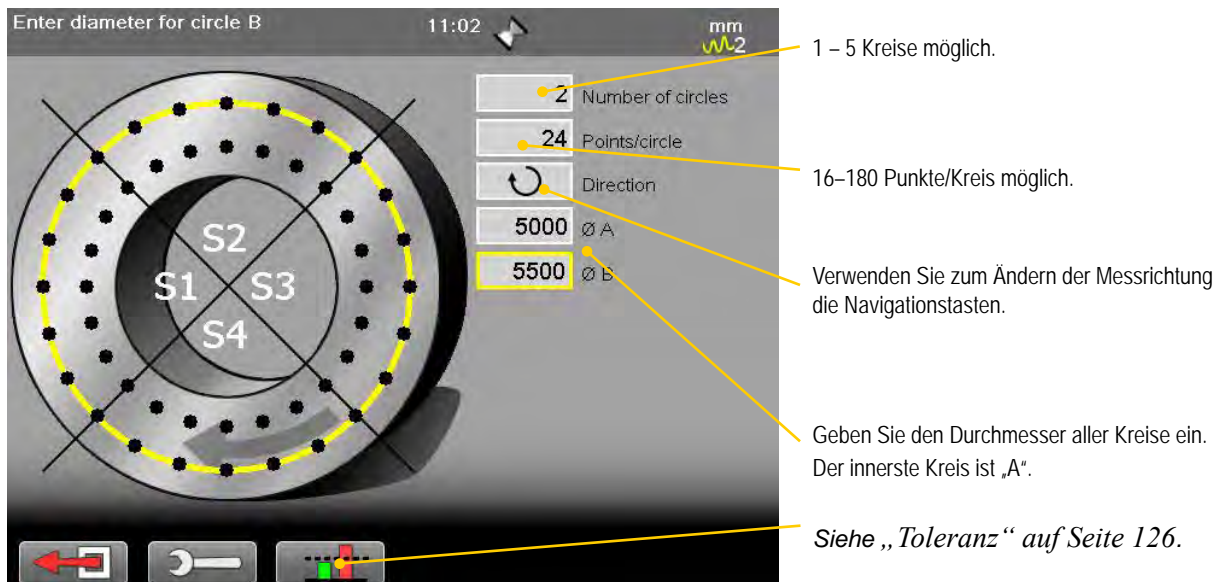 Enter diameter for circle B
11:02
mm
2
1 – 5 Kreise möglich.
2 Number of circles
24 Points/circle
16–180 Punkte/Kreis möglich.
Direction
5000 Ø A
5500 Ø B
S2
S1 S3
S4
Verwenden Sie zum Ändern der Messrichtung
die Navigationstasten.
Geben Sie den Durchmesser aller Kreise ein.
Der innerste Kreis ist „A“.
Siehe „Toleranz“ auf Seite 126.